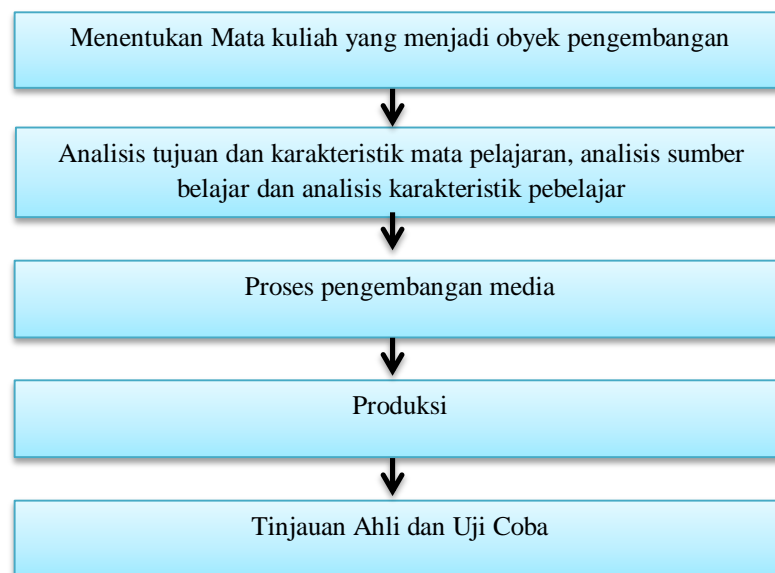 Menentukan Mata kuliah yang menjadi obyek pengembangan
Analisis tujuan dan karakteristik mata pelajaran, analisis sumber
belajar dan analisis karakteristik pebelajar
Proses pengembangan media
Produksi
Tinjauan Ahli dan Uji Coba